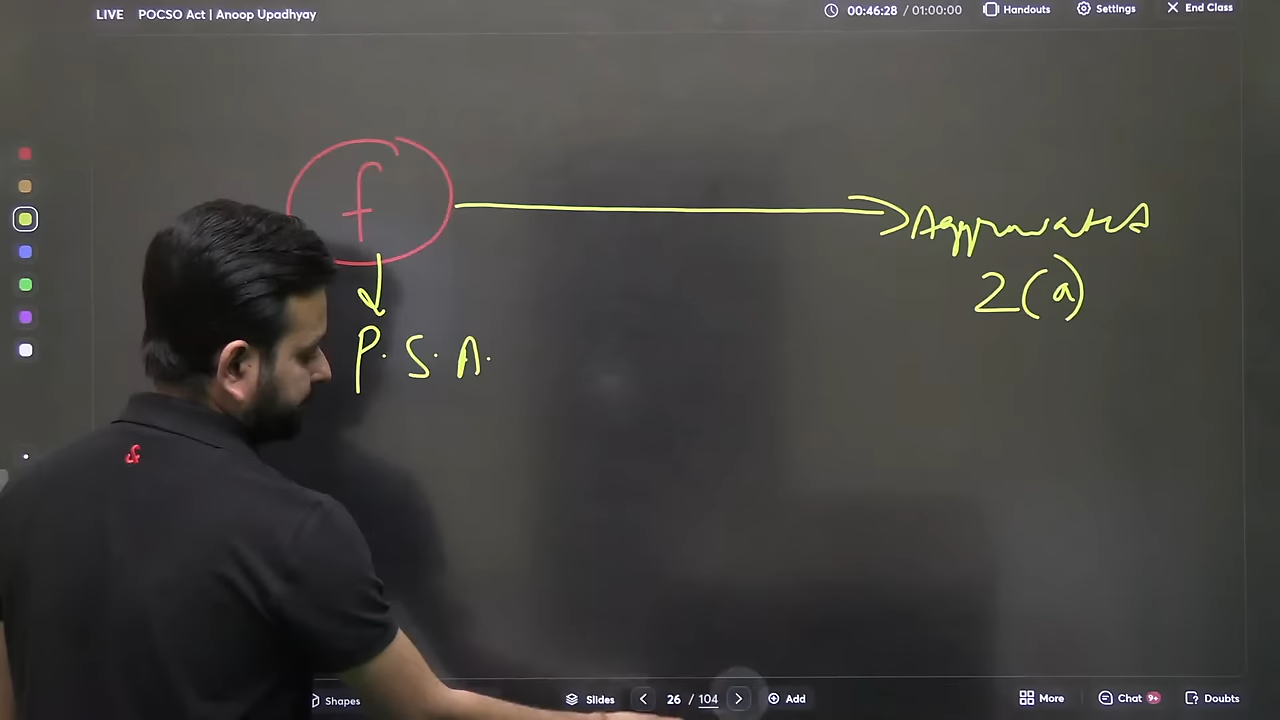 LIVE POCSO Act | Anoop Upadhyay
00:46:28 / 01:00:00 Handouts Settings End Class
f
Aggravated
2(a)
P. S. A.
Shapes Slides 26 / 104 Add More Chat 9+ Doubts